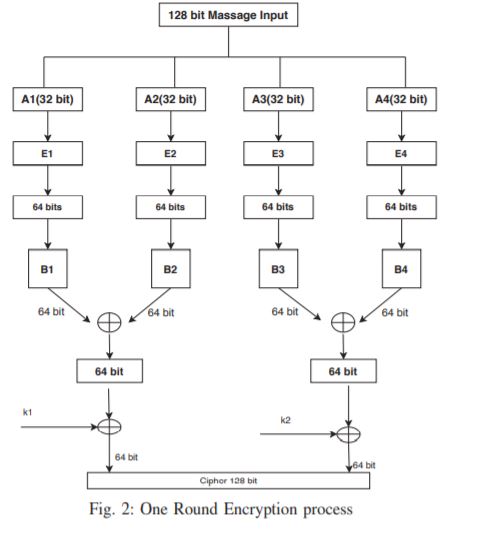 128 bit Massage Input
A1(32 bit) A2(32 bit) A3(32 bit) A4(32 bit)
E1 E2 E3 E4
64 bits 64 bits 64 bits 64 bits
B1 B2 B3 B4
64 bit 64 bit 64 bit 64 bit
64 bit 64 bit
k1 k2
64 bit 64 bit
Ciphor 128 bit
Fig. 2: One Round Encryption process